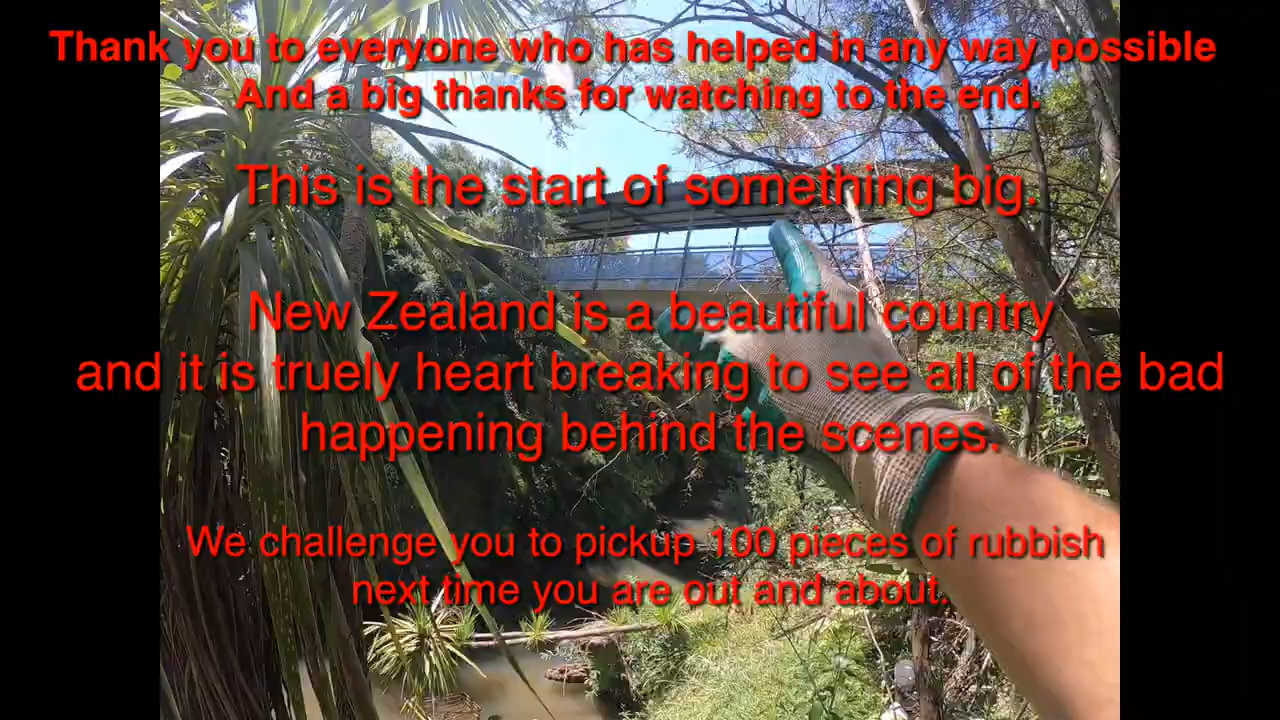 Thank you to everyone who has helped in any way possible
And a big thanks for watching to the end.
This is the start of something big.
New Zealand is a beautiful country
and it is truely heart breaking to see all of the bad
happening behind the scenes.
We challenge you to pickup 100 pieces of rubbish
next time you are out and about.